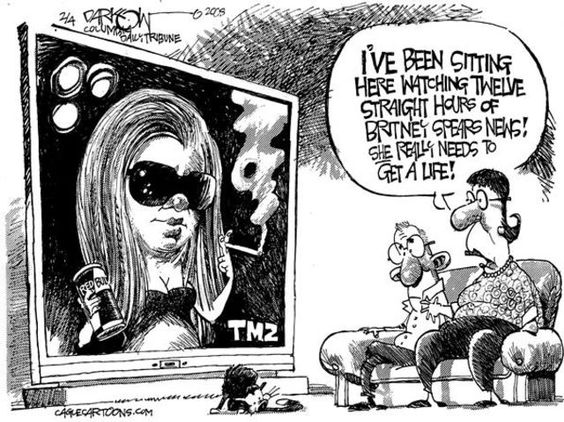 2/4 DARKOW © 2008
COLUMBIA
DAILY TRIBUNE
I'VE BEEN SITTING
HERE WATCHING TWELVE
STRAIGHT HOURS OF
BRITNEY SPEARS NEWS!
SHE REALLY NEEDS TO
GET A LIFE!
RED BULL
TMZ
CAGLECARTOONS.COM